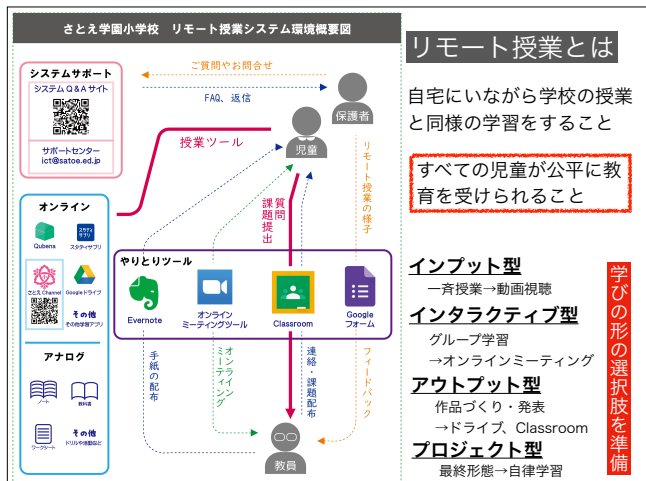 さとえ学園小学校 リモート授業システム環境概要図
システムサポート
システムQ&Aサイト
サポートセンター
ict@satoe.ed.jp
ご質問やお問合せ
FAQ、返信
保護者
児童
授業ツール
質問
課題提出
リモート授業の様子
オンライン
Qubena
スタディサプリ
スタディサプリ
さとえ Channel
Googleドライブ
その他
その他学習アプリ
アナログ
ノート
教科書
ワークシート
その他
ドリルや運動など
やりとりツール
Evernote
オンライン
ミーティングツール
Classroom
Google
フォーム
手紙の配布
オンライン
ミーティング
連絡・課題配布
フィードバック
教員
リモート授業とは
自宅にいながら学校の授業
と同様の学習をすること
すべての児童が公平に教
育を受けられること
インプット型
一斉授業→動画視聴
インタラクティブ型
グループ学習
→オンラインミーティング
アウトプット型
作品づくり・発表
→ドライブ、Classroom
プロジェクト型
最終形態→自律学習
学びの形の選択肢を準備